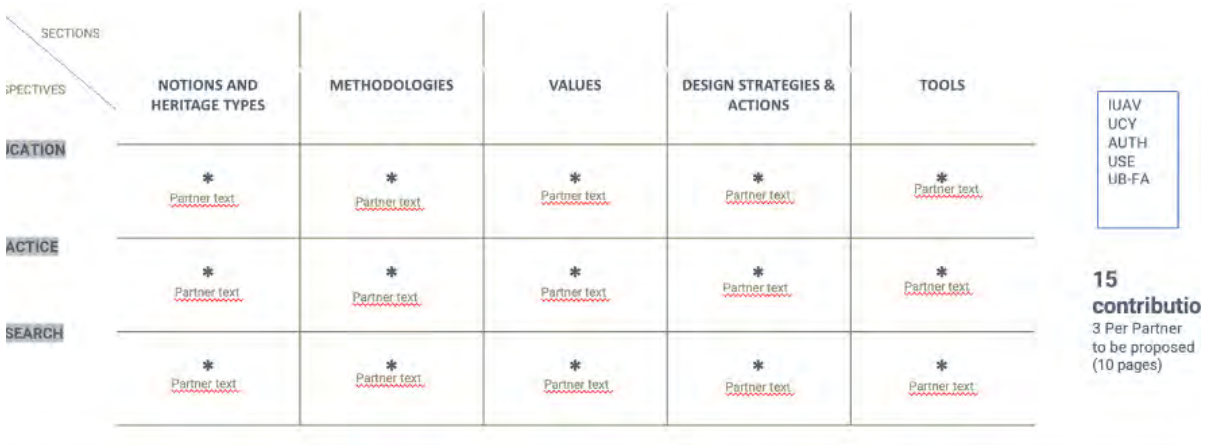 SECTIONS
SPECTIVES
NOTIONS AND
HERITAGE TYPES
METHODOLOGIES
VALUES
DESIGN STRATEGIES &
ACTIONS
TOOLS
UCATION
*
Partner text
*
Partner text
*
Partner text
*
Partner text
*
Partner text
ACTICE
*
Partner text
*
Partner text
*
Partner text
*
Partner text
*
Partner text
SEARCH
*
Partner text
*
Partner text
*
Partner text
*
Partner text
*
Partner text
IUAV
UCY
AUTH
USE
UB-FA
15
contributio
3 Per Partner
to be proposed
(10 pages)